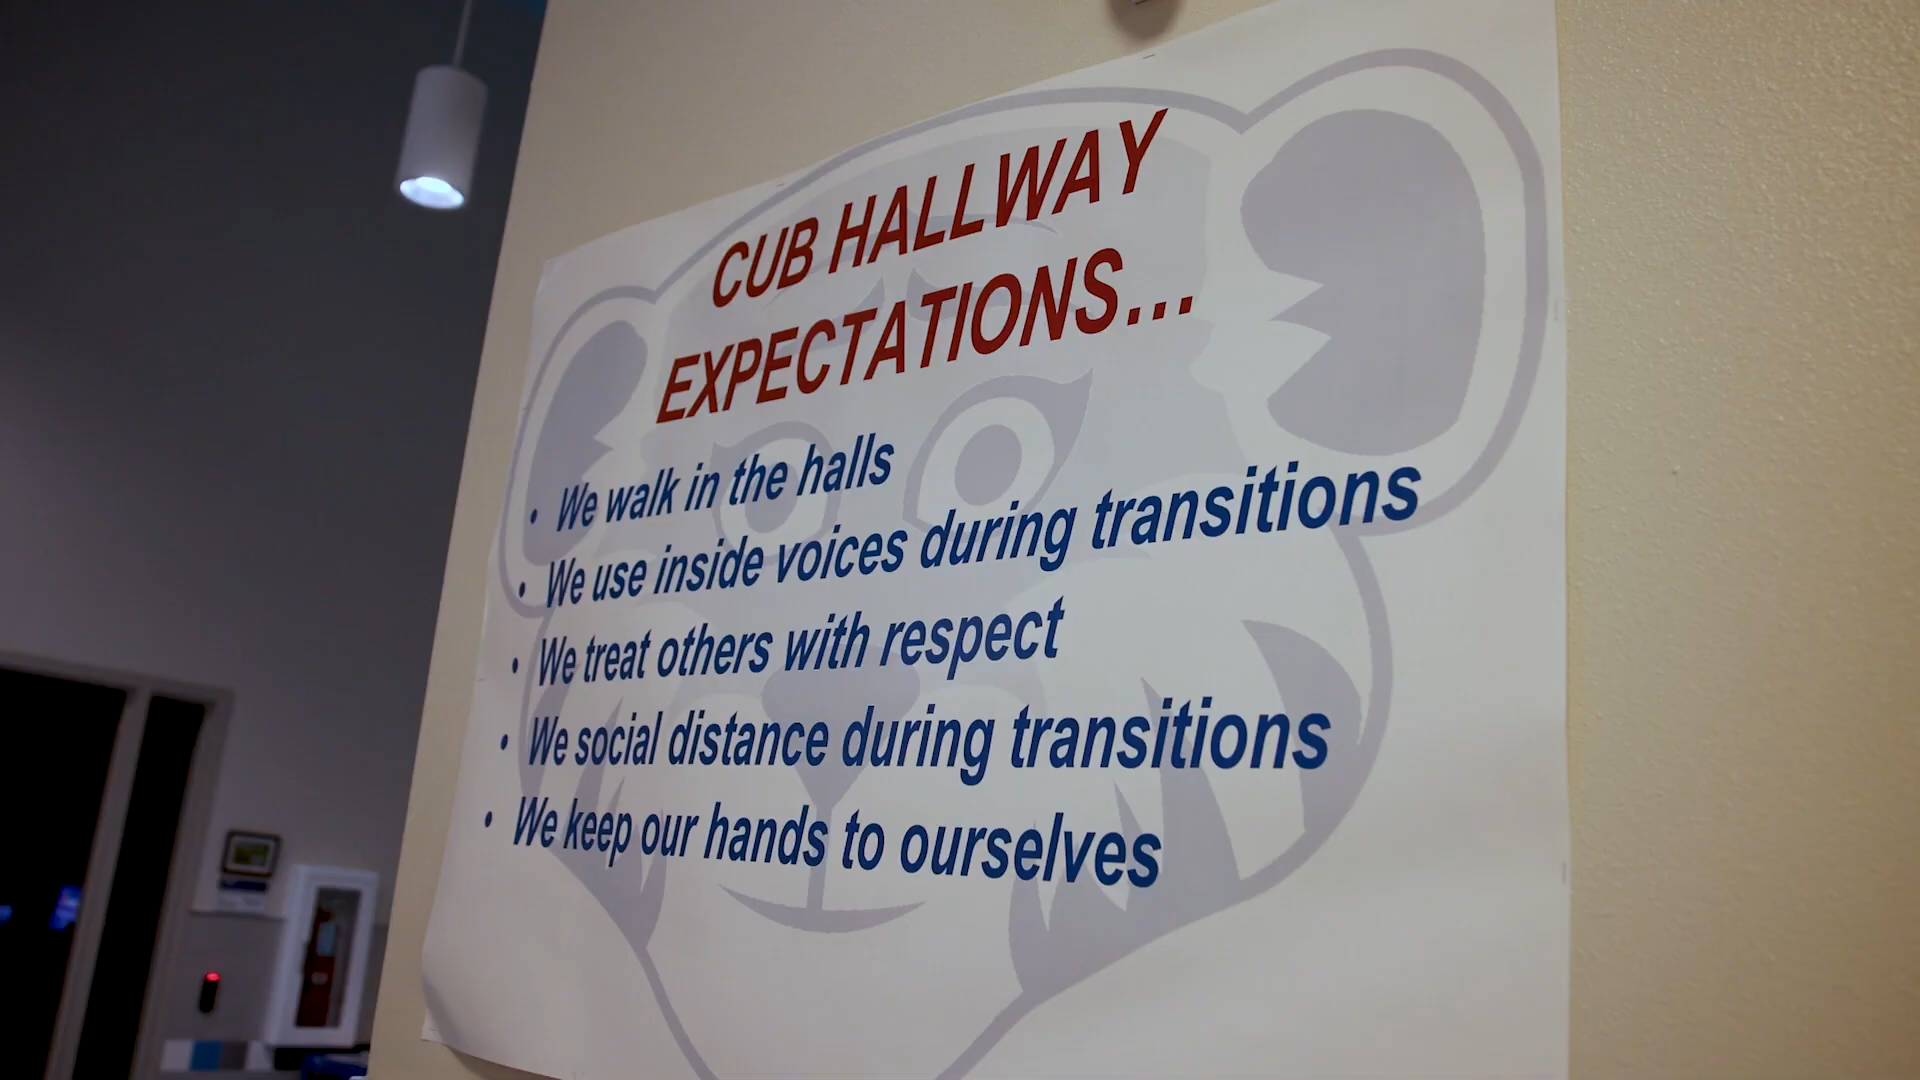 CUB HALLWAY
EXPECTATIONS...
• We walk in the halls
• We use inside voices during transitions
• We treat others with respect
• We social distance during transitions
• We keep our hands to ourselves